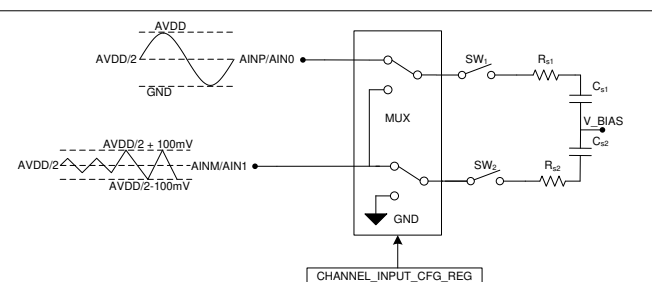 AVDD
AVDD/2
AINP/AIN0
GND
SW₁
Rs1
Cs1
MUX
V_BIAS
AVDD/2 + 100mV
AVDD/2
AINM/AIN1
AVDD/2-100mV
SW₂
Rs2
Cs2
GND
CHANNEL_INPUT_CFG_REG